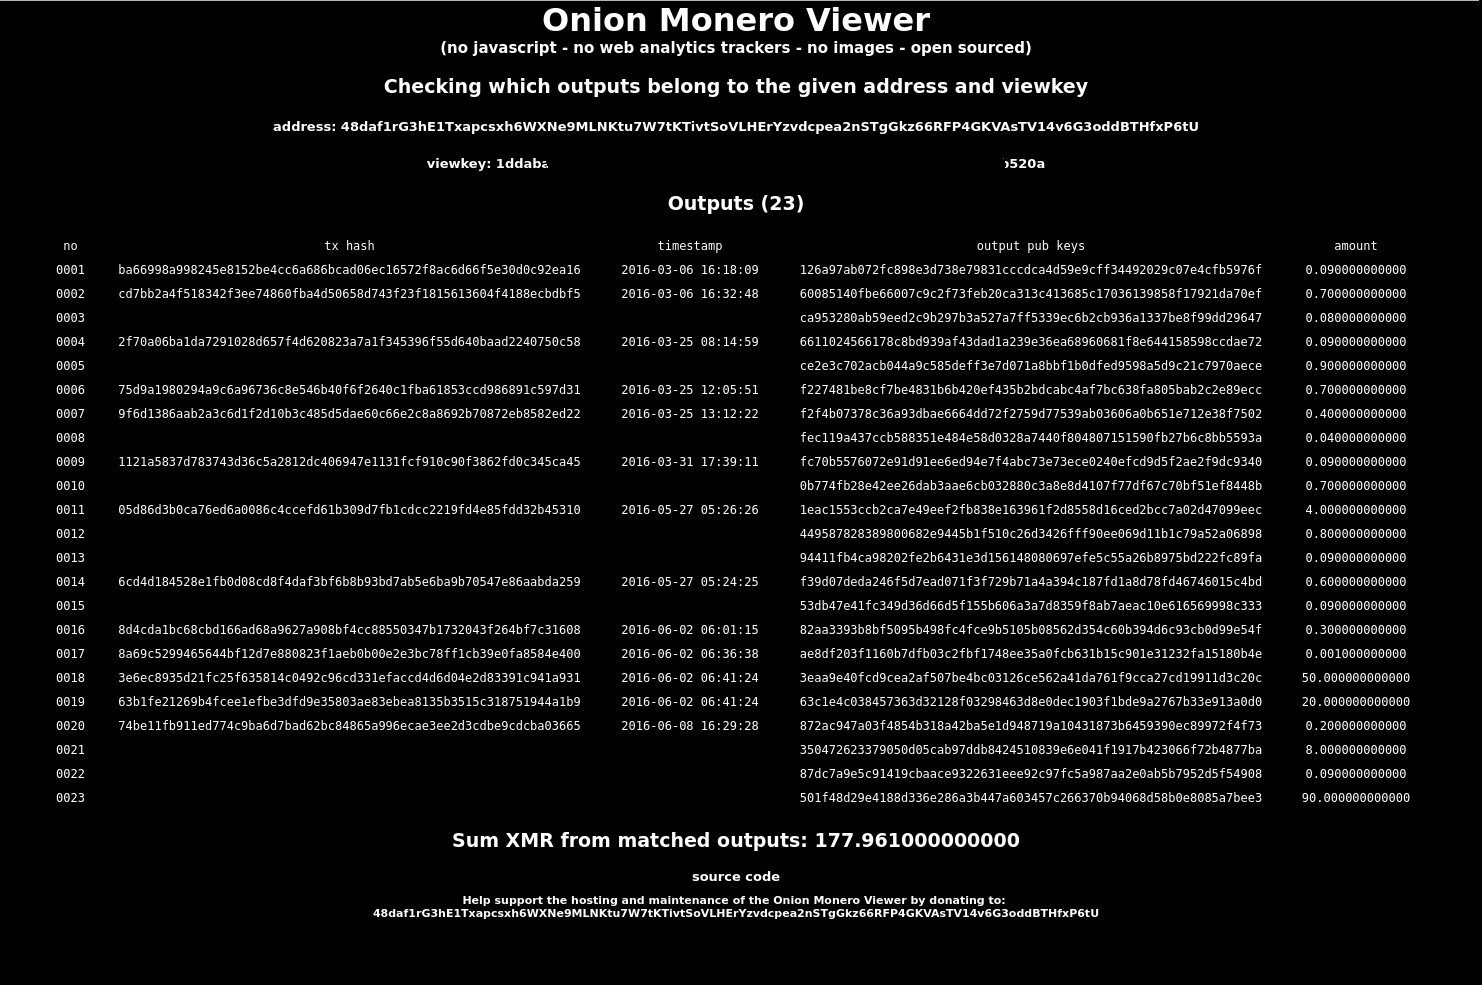 Onion Monero Viewer
(no javascript - no web analytics trackers - no images - open sourced)
Checking which outputs belong to the given address and viewkey
address: 48daf1rG3hE1Txapcsxh6WXNe9MLNKtu7W7tKTivtSoVLHErYzvdcpea2nSTgGkz66RFP4GKVAsTV14v6G3oddBTHfxP6tU
viewkey: 1ddaba b520a
Outputs (23)
no tx hash timestamp output pub keys amount
0001 ba66998a998245e8152be4cc6a686bcad06ec16572f8ac6d66f5e30d0c92ea16 2016-03-06 16:18:09 126a97ab072fc898e3d738e79831cccdca4d59e9cff34492029c07e4cfb5976f 0.090000000000
0002 cd7bb2a4f518342f3ee74860fba4d50658d743f23f1815613604f4188ecbdbf5 2016-03-06 16:32:48 60085140fbe66007c9c2f73feb20ca313c413685c17036139858f17921da70ef 0.700000000000
0003 ca953280ab59eed2c9b297b3a527a7ff5339ec6b2cb936a1337be8f99dd29647 0.080000000000
0004 2f70a06ba1da7291028d657f4d620823a7a1f345396f55d640baad2240750c58 2016-03-25 08:14:59 6611024566178c8bd939af43dad1a239e36ea68960681f8e644158598ccdae72 0.090000000000
0005 ce2e3c702acb044a9c585deff3e7d071a8bbf1b0dfed9598a5d9c21c7970aece 0.900000000000
0006 75d9a1980294a9c6a96736c8e546b40f6f2640c1fba61853ccd986891c597d31 2016-03-25 12:05:51 f227481be8cf7be4831b6b420ef435b2bdcabc4af7bc638fa805bab2c2e89ecc 0.700000000000
0007 9f6d1386aab2a3c6d1f2d10b3c485d5dae60c66e2c8a8692b70872eb8582ed22 2016-03-25 13:12:22 f2f4b07378c36a93dbae6664dd72f2759d77539ab03606a0b651e712e38f7502 0.400000000000
0008 fec119a437ccb588351e484e58d0328a7440f804807151590fb27b6c8bb5593a 0.040000000000
0009 1121a5837d783743d36c5a2812dc406947e1131fcf910c90f3862fd0c345ca45 2016-03-31 17:39:11 fc70b5576072e91d91ee6ed94e7f4abc73e73ece0240efcd9d5f2ae2f9dc9340 0.090000000000
0010 0b774fb28e42ee26dab3aae6cb032880c3a8e8d4107f77df67c70bf51ef8448b 0.700000000000
0011 05d86d3b0ca76ed6a0086c4ccefd61b309d7fb1cdcc2219fd4e85fdd32b45310 2016-05-27 05:26:26 1eac1553ccb2ca7e49eef2fb838e163961f2d8558d16ced2bcc7a02d47099eec 4.000000000000
0012 449587828389800682e9445b1f510c26d3426fff90ee069d11b1c79a52a06898 0.800000000000
0013 94411fb4ca98202fe2b6431e3d156148080697efe5c55a26b8975bd222fc89fa 0.090000000000
0014 6cd4d184528e1fb0d08cd8f4daf3bf6b8b93bd7ab5e6ba9b70547e86aabda259 2016-05-27 05:24:25 f39d07deda246f5d7ead071f3f729b71a4a394c187fd1a8d78fd46746015c4bd 0.600000000000
0015 53db47e41fc349d36d66d5f155b606a3a7d8359f8ab7aeac10e616569998c333 0.090000000000
0016 8d4cda1bc68cbd166ad68a9627a908bf4cc88550347b1732043f264bf7c31608 2016-06-02 06:01:15 82aa3393b8bf5095b498fc4fce9b5105b08562d354c60b394d6c93cb0d99e54f 0.300000000000
0017 8a69c5299465644bf12d7e880823f1aeb0b00e2e3bc78ff1cb39e0fa8584e400 2016-06-02 06:36:38 ae8df203f1160b7dfb03c2fbf1748ee35a0fcb631b15c901e31232fa15180b4e 0.001000000000
0018 3e6ec8935d21fc25f635814c0492c96cd331efaccd4d6d04e2d83391c941a931 2016-06-02 06:41:24 3eaa9e40fcd9cea2af507be4bc03126ce562a41da761f9cca27cd19911d3c20c 50.000000000000
0019 63b1fe21269b4fcee1efbe3dfd9e35803ae83ebea8135b3515c318751944a1b9 2016-06-02 06:41:24 63c1e4c038457363d32128f03298463d8e0dec1903f1bde9a2767b33e913a0d0 20.000000000000
0020 74be11fb911ed774c9ba6d7bad62bc84865a996ecae3ee2d3cdbe9cdcba03665 2016-06-08 16:29:28 872ac947a03f4854b318a42ba5e1d948719a10431873b6459390ec89972f4f73 0.200000000000
0021 350472623379050d05cab97ddb8424510839e6e041f1917b423066f72b4877ba 8.000000000000
0022 87dc7a9e5c91419cbaace9322631eee92c97fc5a987aa2e0ab5b7952d5f54908 0.090000000000
0023 501f48d29e4188d336e286a3b447a603457c266370b94068d58b0e8085a7bee3 90.000000000000
Sum XMR from matched outputs: 177.961000000000
source code
Help support the hosting and maintenance of the Onion Monero Viewer by donating to:
48daf1rG3hE1Txapcsxh6WXNe9MLNKtu7W7tKTivtSoVLHErYzvdcpea2nSTgGkz66RFP4GKVAsTV14v6G3oddBTHfxP6tU